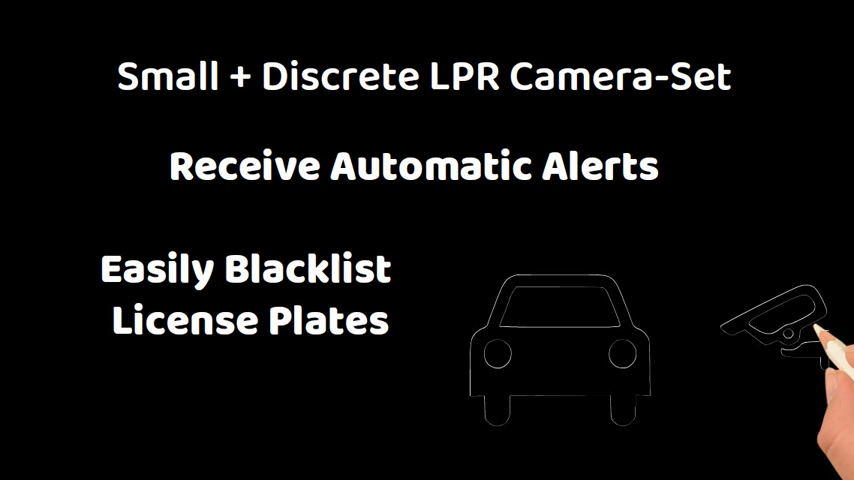 Small + Discrete LPR Camera-Set
Receive Automatic Alerts
Easily Blacklist
License Plates